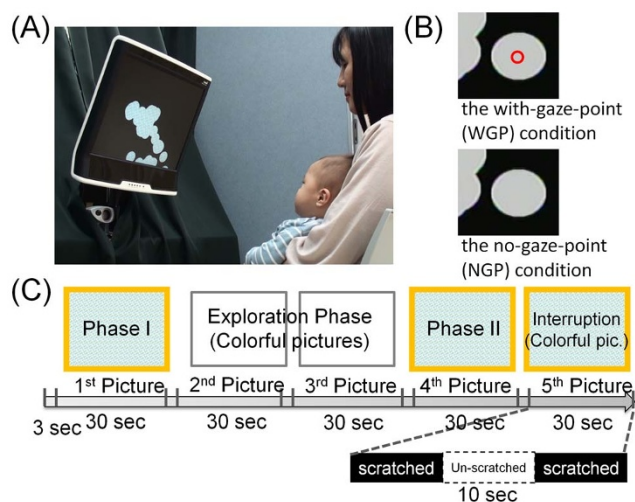 (A)
(B)
the with-gaze-point
(WGP) condition
the no-gaze-point
(NGP) condition
(C)
Phase I
Exploration Phase
(Colorful pictures)
Phase II
Interruption
(Colorful pic.)
1st Picture
2nd Picture
3rd Picture
4th Picture
5th Picture
3 sec
30 sec
30 sec
30 sec
30 sec
30 sec
scratched
Un-scratched
scratched
10 sec